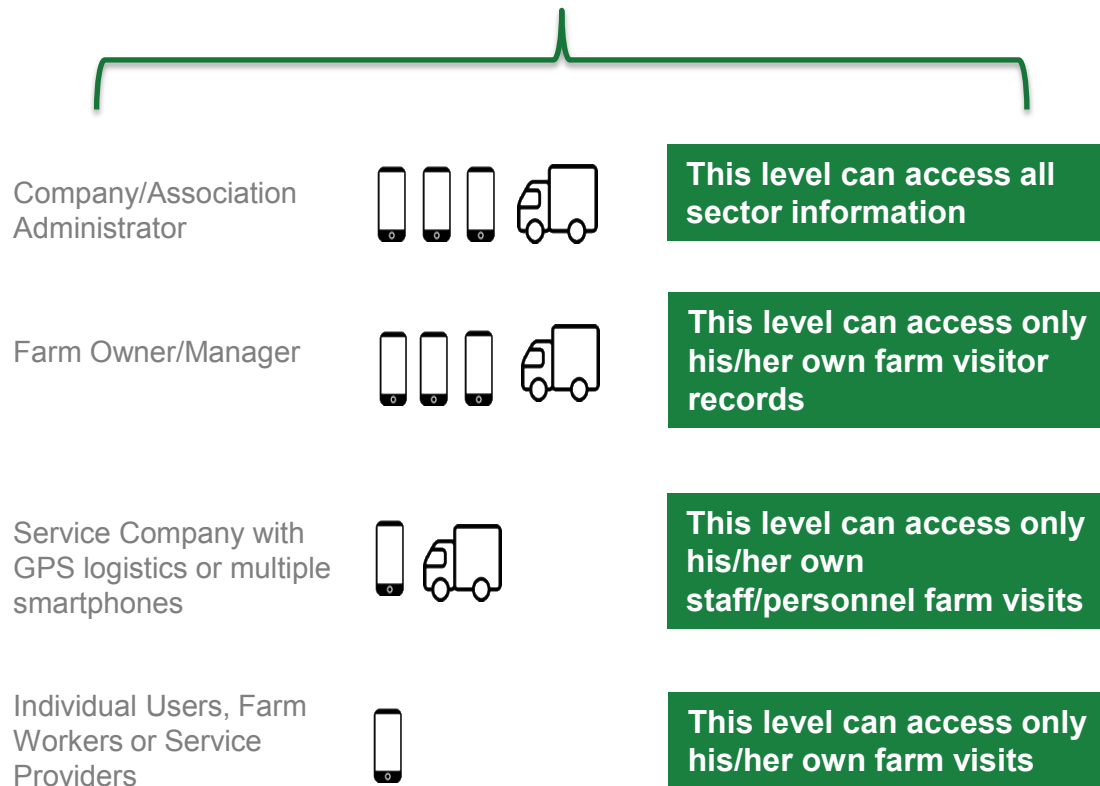 Company/Association
Administrator
This level can access all
sector information
Farm Owner/Manager
This level can access only
his/her own farm visitor
records
Service Company with
GPS logistics or multiple
smartphones
This level can access only
his/her own
staff/personnel farm visits
Individual Users, Farm
Workers or Service
Providers
This level can access only
his/her own farm visits